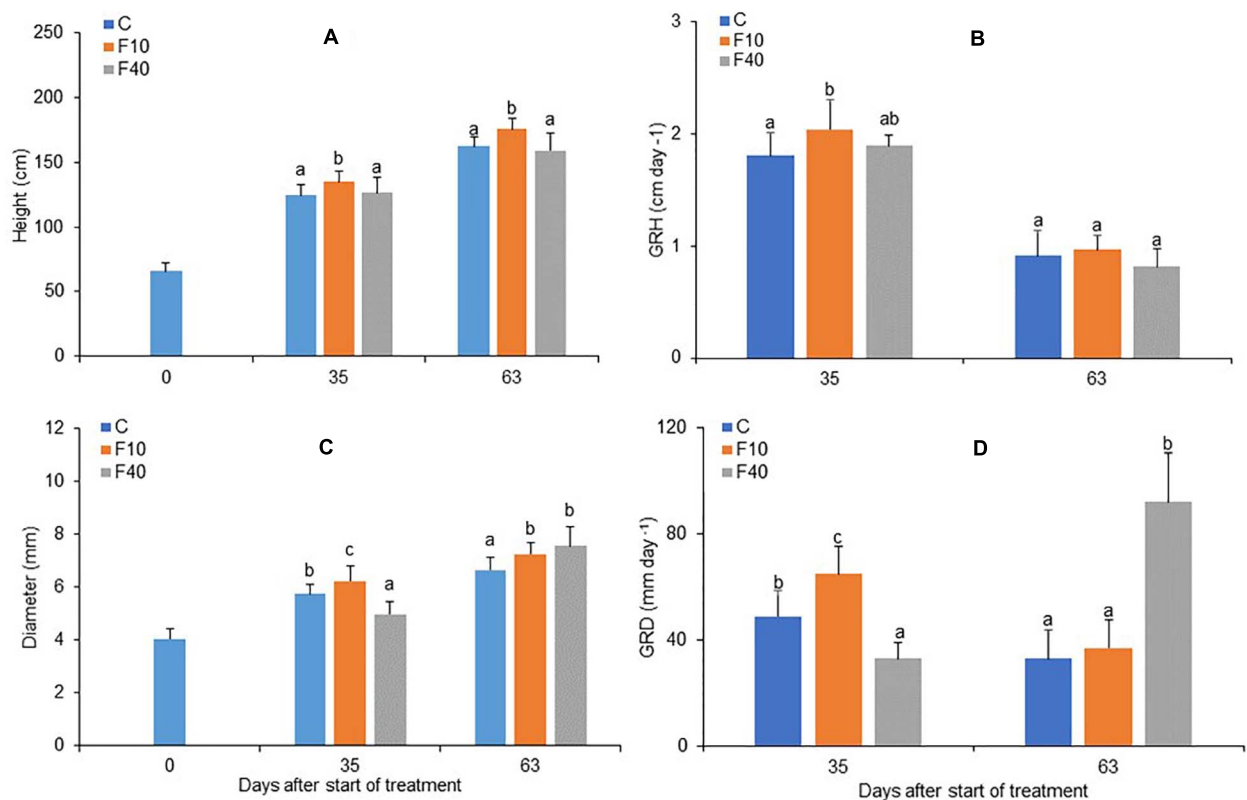 A
C
F10
F40
Height (cm)
250
200
150
100
50
0
a
b
a
a
b
a
0
35
63
B
C
F10
F40
GRH (cm day -1)
3
2
1
0
a
b
ab
a
a
a
35
63
C
C
F10
F40
Diameter (mm)
12
10
8
6
4
2
0
b
c
a
a
b
b
0
35
63
Days after start of treatment
D
C
F10
F40
GRD (mm day -1)
120
80
40
0
b
c
a
a
a
b
35
63
Days after start of treatment